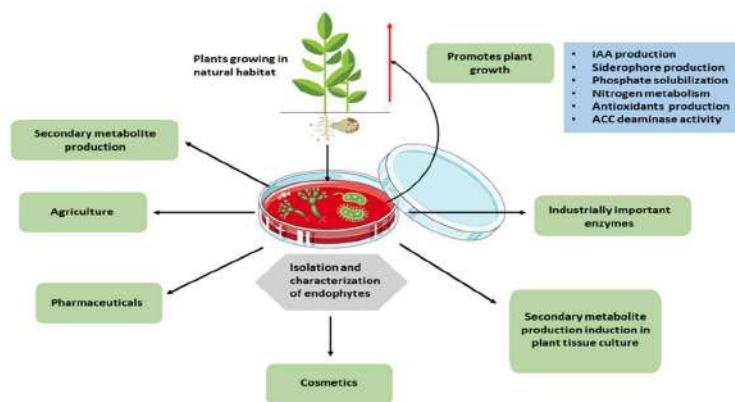 Plants growing in
natural habitat
Promotes plant
growth
• IAA production
• Siderophore production
• Phosphate solubilization
• Nitrogen metabolism
• Antioxidants production
• ACC deaminase activity
Secondary metabolite
production
Agriculture
Industrially important
enzymes
Isolation and
characterization
of endophytes
Pharmaceuticals
Secondary metabolite
production induction in
plant tissue culture
Cosmetics